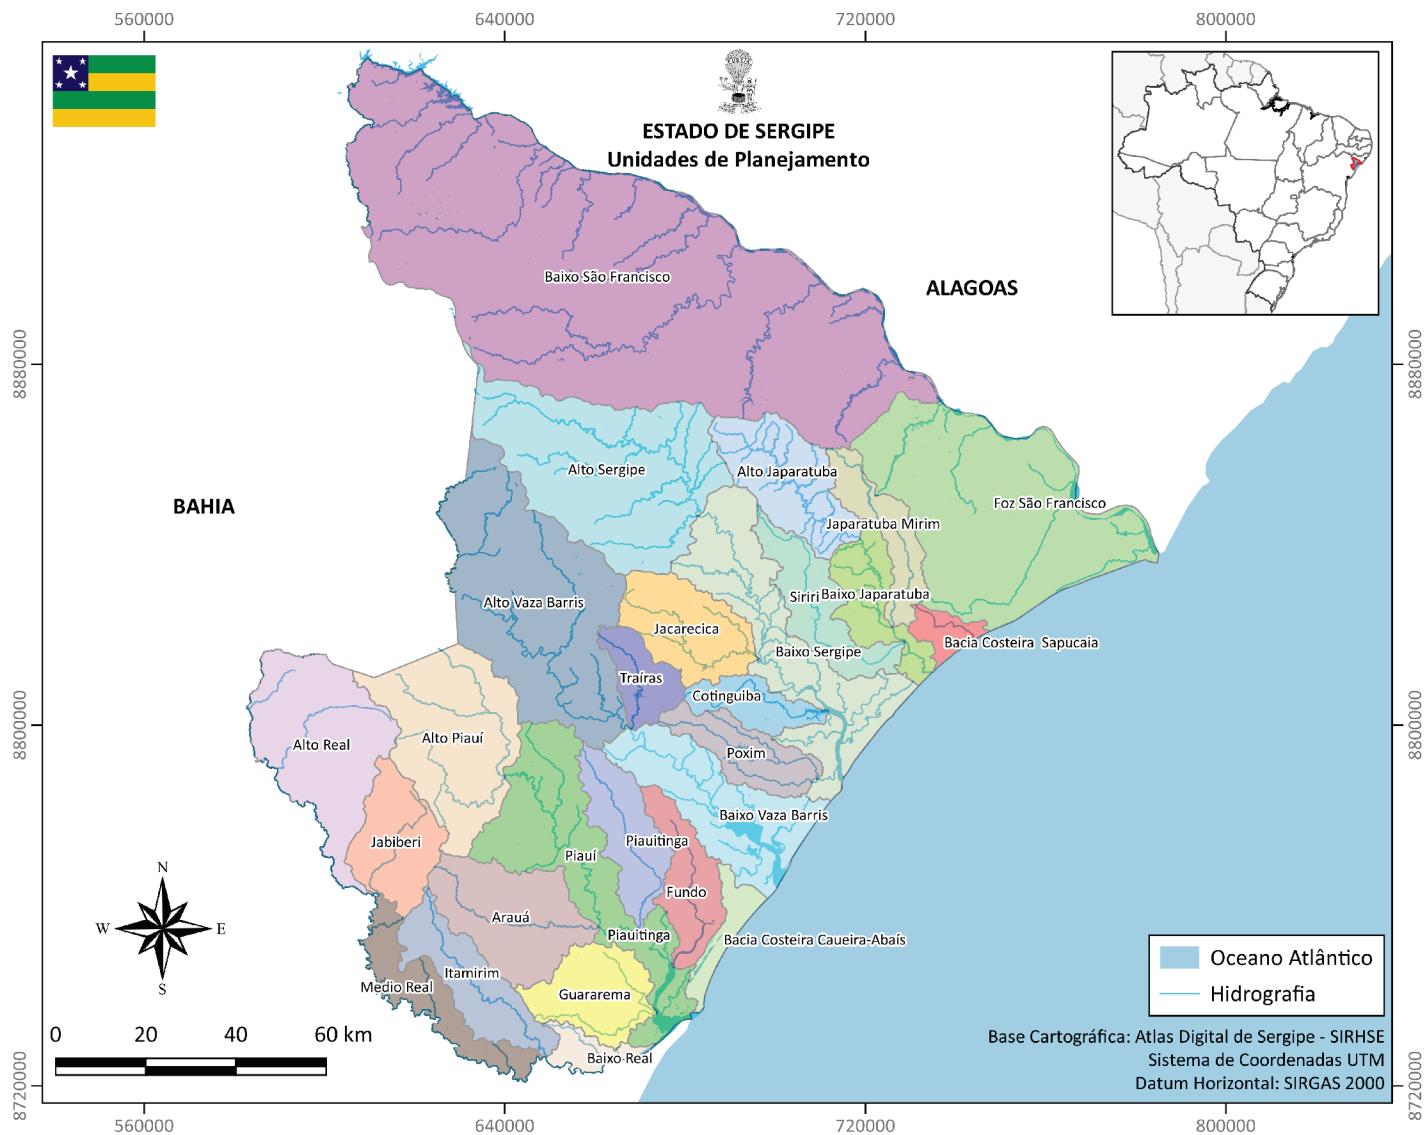 560000
640000
720000
800000
ESTADO DE SERGIPE
Unidades de Planejamento
Baixo São Francisco
ALAGOAS
8880000
8880000
Alto Sergipe
Alto Japaratuba
BAHIA
Foz São Francisco
Japaratuba Mirim
Alto Vaza Barris
Siriri
Baixo Japaratuba
Jacarecica
Bacia Costeira Sapucaia
Baixo Sergipe
Traíras
Cotinguiba
8800000
8800000
Alto Real
Alto Piauí
Poxim
Baixo Vaza Barris
Jabiberi
Piauitinga
Piauí
Fundo
N
W
E
S
Arauá
Piauitinga
Bacia Costeira Caueira-Abaís
Itamirim
Medio Real
Guararema
Oceano Atlântico
Hidrografia
0
20
40
60 km
Baixo Real
Base Cartográfica: Atlas Digital de Sergipe - SIRHSE
Sistema de Coordenadas UTM
Datum Horizontal: SIRGAS 2000
8720000
8720000
560000
640000
720000
800000